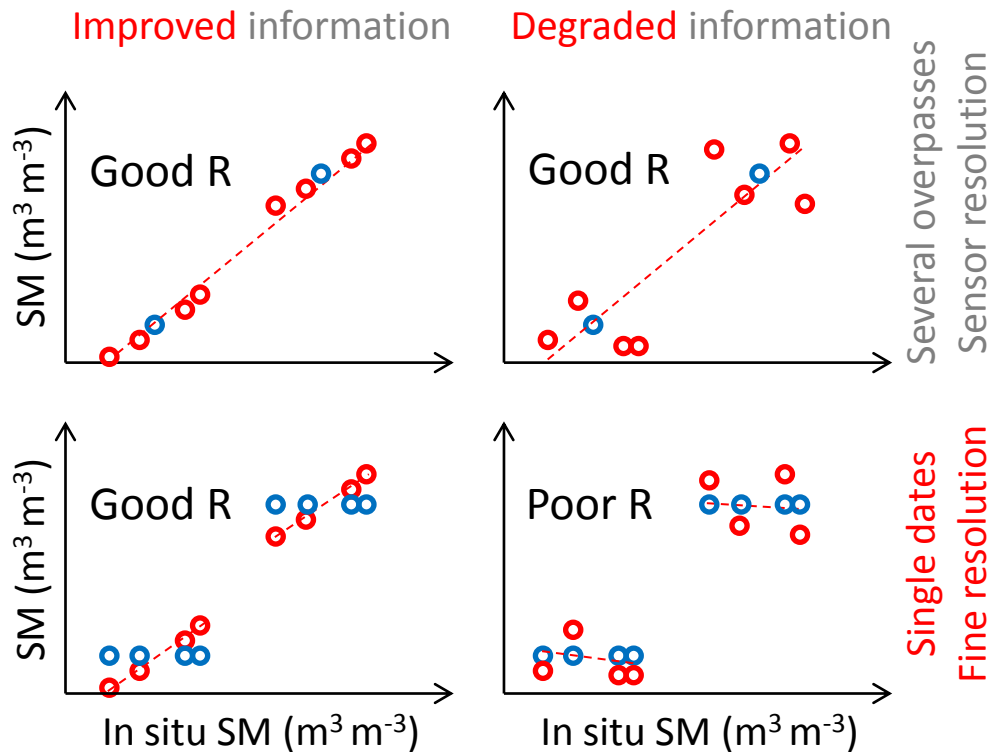 Improved information
Degraded information
SM (m³ m⁻³)
Good R
Good R
Several overpasses
Sensor resolution
SM (m³ m⁻³)
Good R
Poor R
Single dates
Fine resolution
In situ SM (m³ m⁻³)
In situ SM (m³ m⁻³)